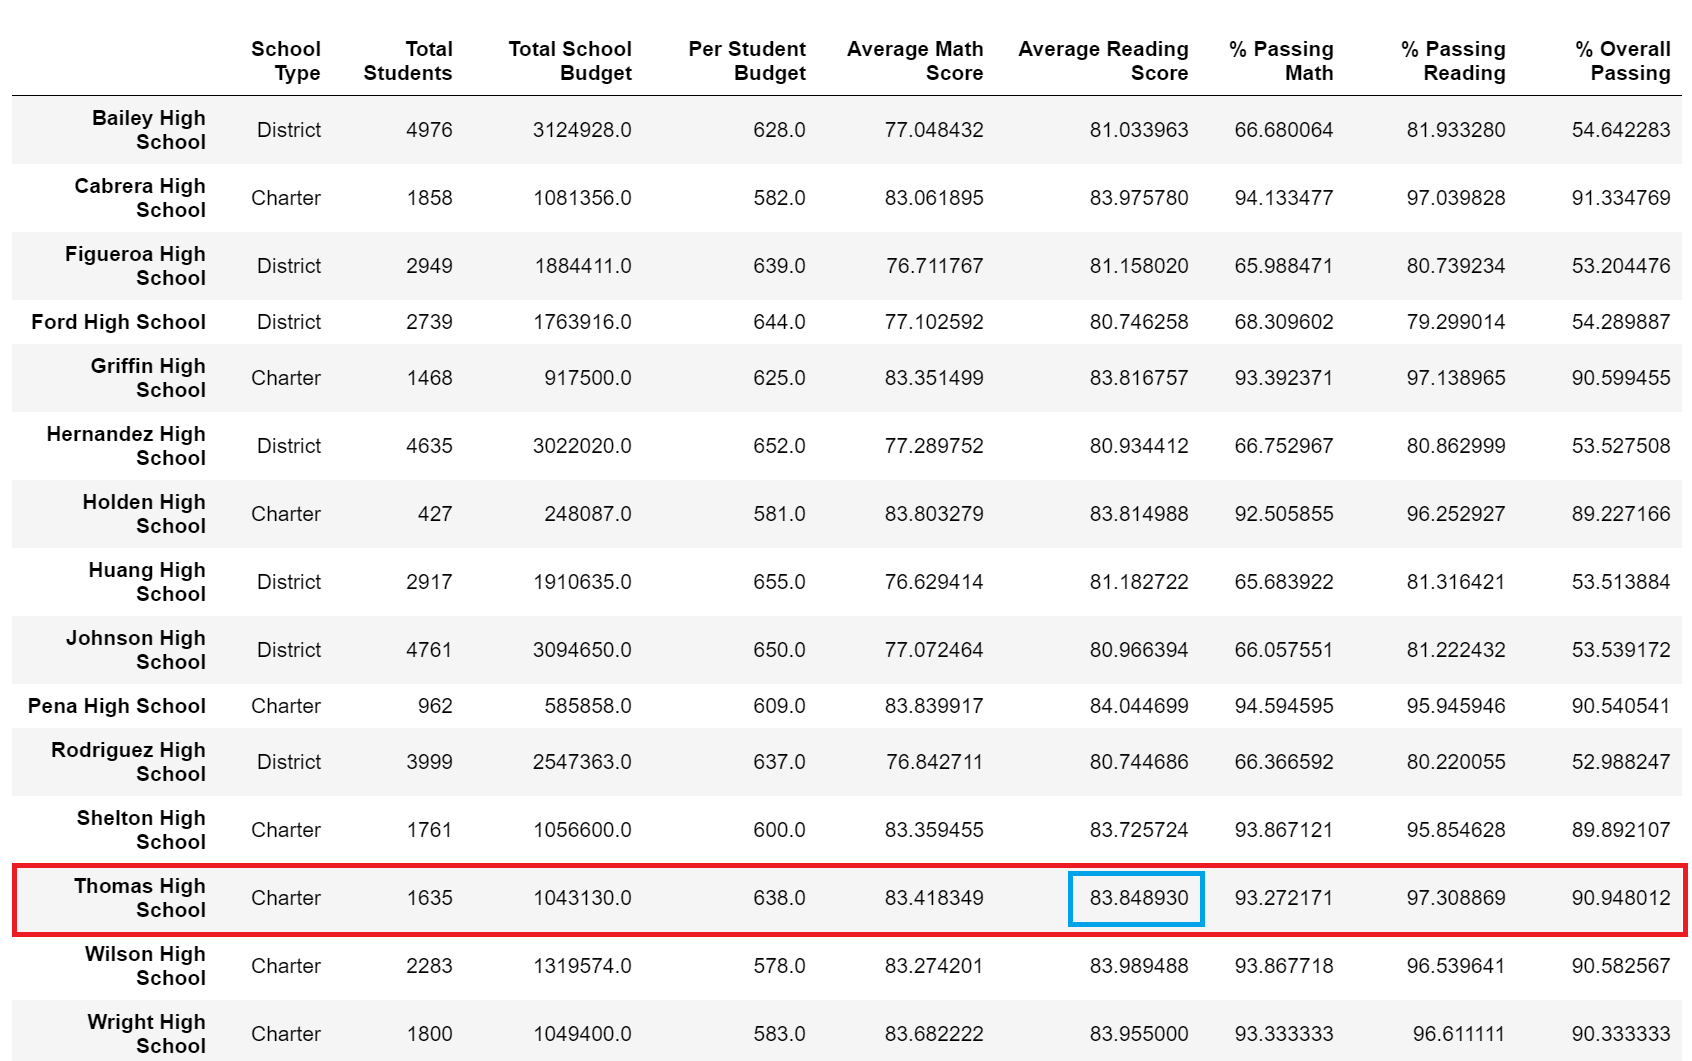 School Type Total Students Total School Budget Per Student Budget Average Math Score Average Reading Score % Passing Math % Passing Reading % Overall Passing
Bailey High School District 4976 3124928.0 628.0 77.048432 81.033963 66.680064 81.933280 54.642283
Cabrera High School Charter 1858 1081356.0 582.0 83.061895 83.975780 94.133477 97.039828 91.334769
Figueroa High School District 2949 1884411.0 639.0 76.711767 81.158020 65.988471 80.739234 53.204476
Ford High School District 2739 1763916.0 644.0 77.102592 80.746258 68.309602 79.299014 54.289887
Griffin High School Charter 1468 917500.0 625.0 83.351499 83.816757 93.392371 97.138965 90.599455
Hernandez High School District 4635 3022020.0 652.0 77.289752 80.934412 66.752967 80.862999 53.527508
Holden High School Charter 427 248087.0 581.0 83.803279 83.814988 92.505855 96.252927 89.227166
Huang High School District 2917 1910635.0 655.0 76.629414 81.182722 65.683922 81.316421 53.513884
Johnson High School District 4761 3094650.0 650.0 77.072464 80.966394 66.057551 81.222432 53.539172
Pena High School Charter 962 585858.0 609.0 83.839917 84.044699 94.594595 95.945946 90.540541
Rodriguez High School District 3999 2547363.0 637.0 76.842711 80.744686 66.366592 80.220055 52.988247
Shelton High School Charter 1761 1056600.0 600.0 83.359455 83.725724 93.867121 95.854628 89.892107
Thomas High School Charter 1635 1043130.0 638.0 83.418349 83.848930 93.272171 97.308869 90.948012
Wilson High School Charter 2283 1319574.0 578.0 83.274201 83.989488 93.867718 96.539641 90.582567
Wright High School Charter 1800 1049400.0 583.0 83.682222 83.955000 93.333333 96.611111 90.333333